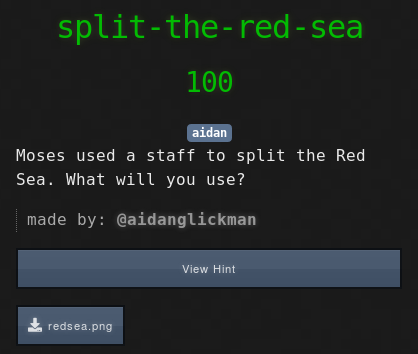 split-the-red-sea
100
aidan
Moses used a staff to split the Red
Sea. What will you use?
made by: @aidanglickman
View Hint
redsea.png